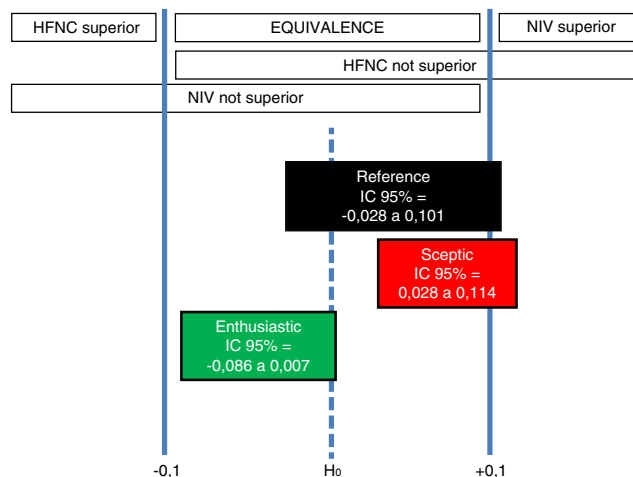 HFNC superior
EQUIVALENCE
NIV superior
HFNC not superior
NIV not superior
Reference
IC 95% =
-0,028 a 0,101
Sceptic
IC 95% =
0,028 a 0,114
Enthusiastic
IC 95% =
-0,086 a 0,007
-0,1
H₀
+0,1